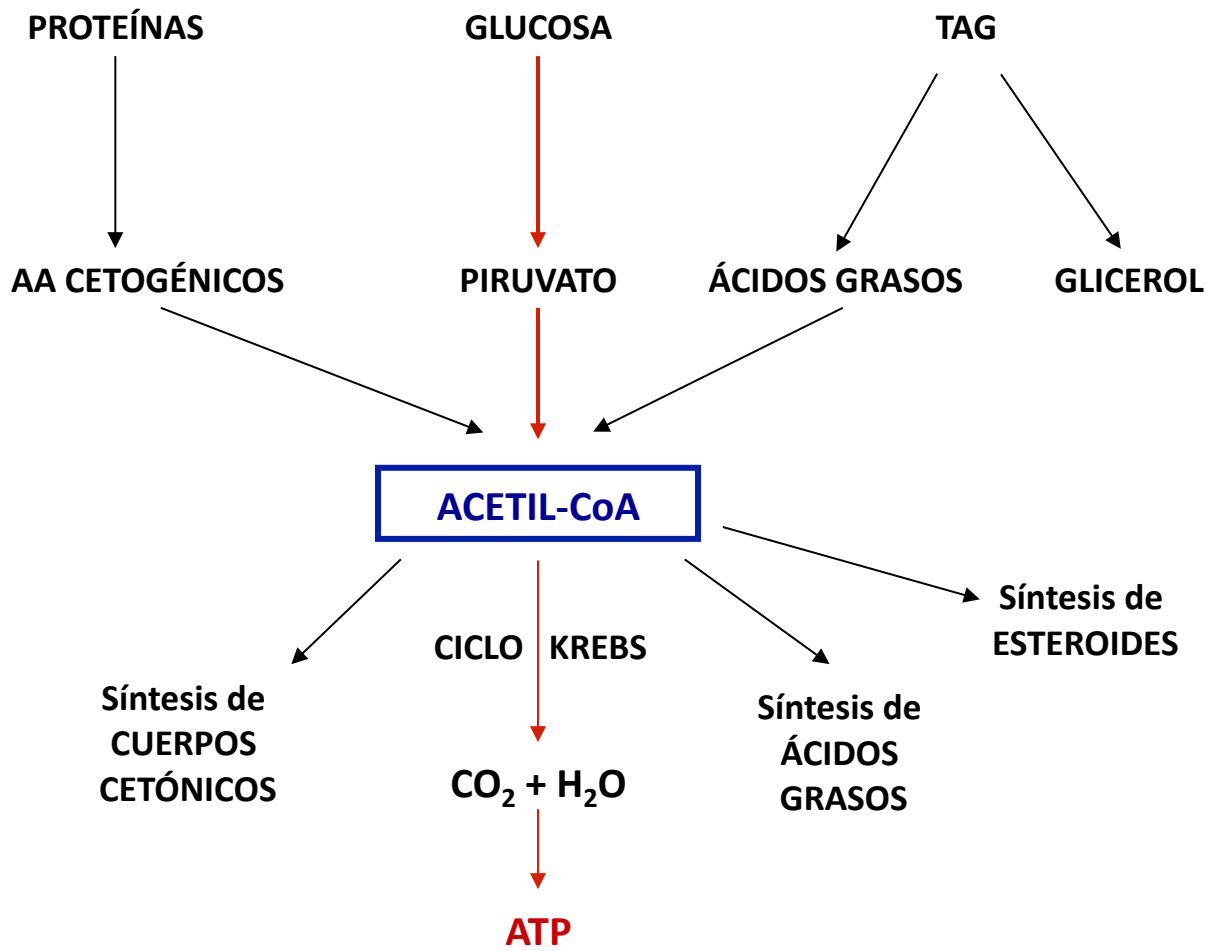 PROTEÍNAS
GLUCOSA
TAG
AA CETOGÉNICOS
PIRUVATO
ÁCIDOS GRASOS
GLICEROL
ACETIL-CoA
CICLO KREBS
Síntesis de
ESTEROIDES
Síntesis de
CUERPOS
CETÓNICOS
Síntesis de
ÁCIDOS
GRASOS
CO₂ + H₂O
ATP